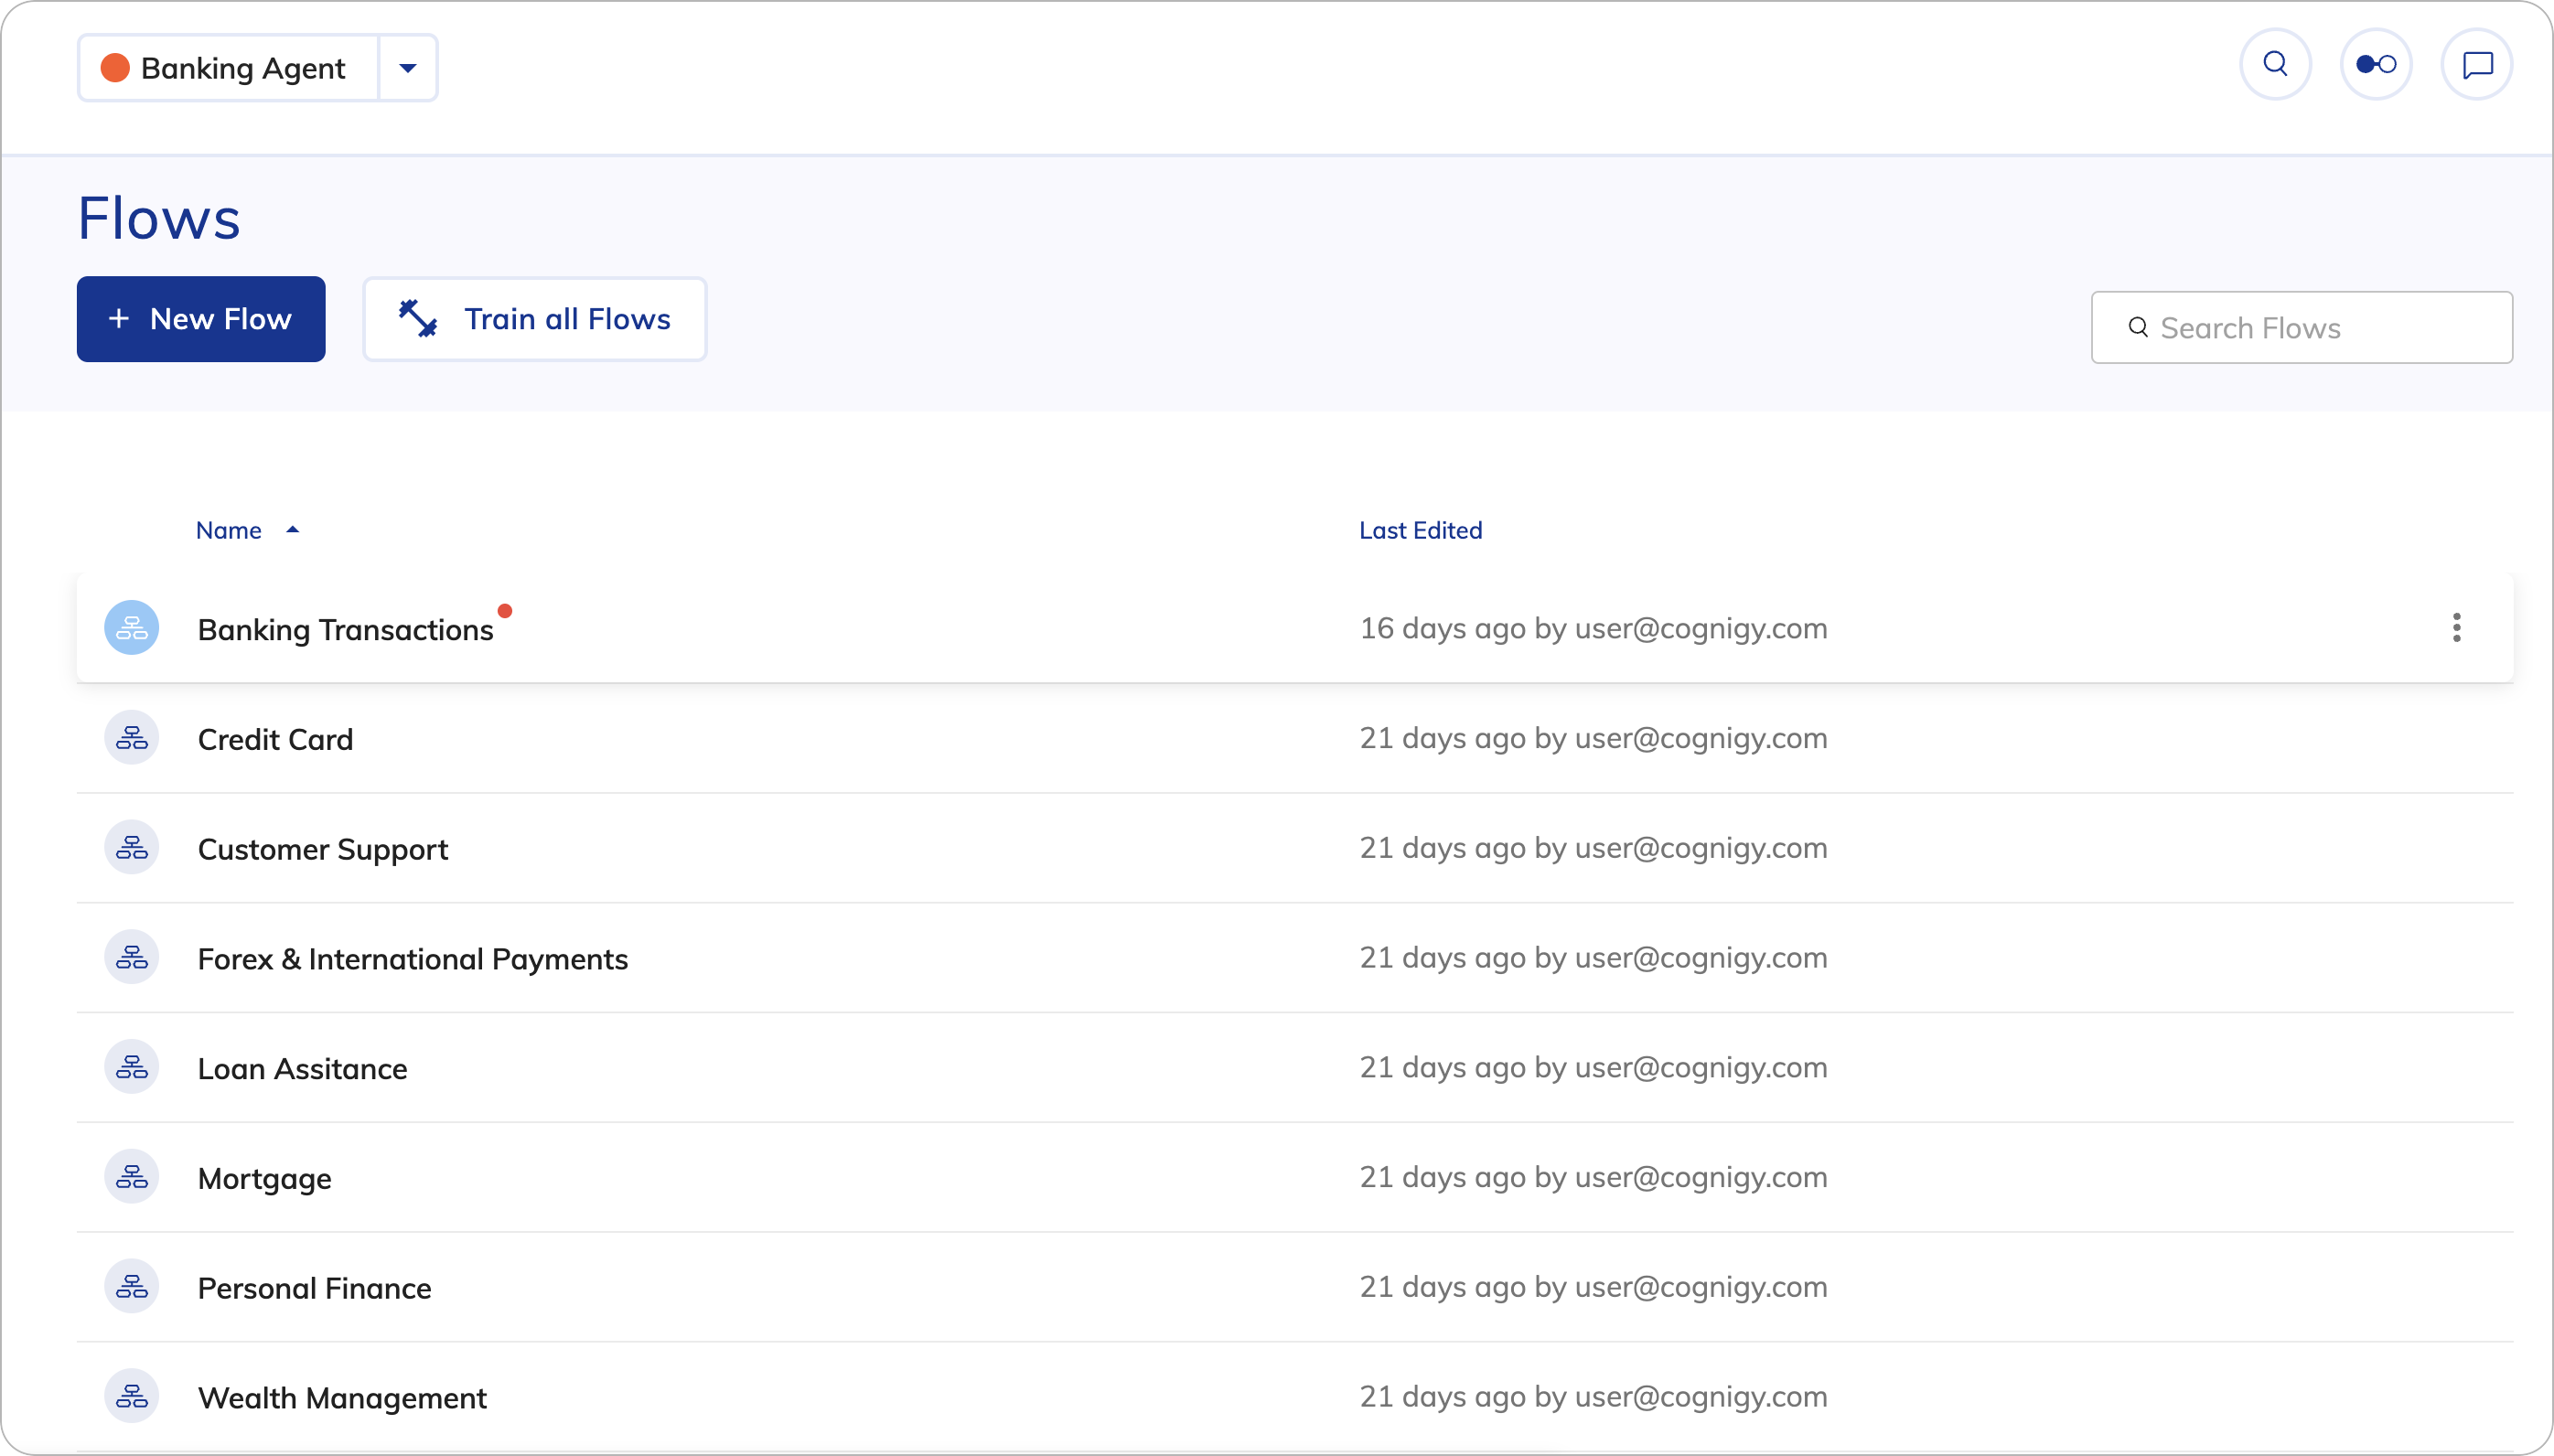 Banking Agent
Flows
+ New Flow
Train all Flows
Search Flows
Name
Last Edited
Banking Transactions
16 days ago by user@cognigy.com
Credit Card
21 days ago by user@cognigy.com
Customer Support
21 days ago by user@cognigy.com
Forex & International Payments
21 days ago by user@cognigy.com
Loan Assitance
21 days ago by user@cognigy.com
Mortgage
21 days ago by user@cognigy.com
Personal Finance
21 days ago by user@cognigy.com
Wealth Management
21 days ago by user@cognigy.com